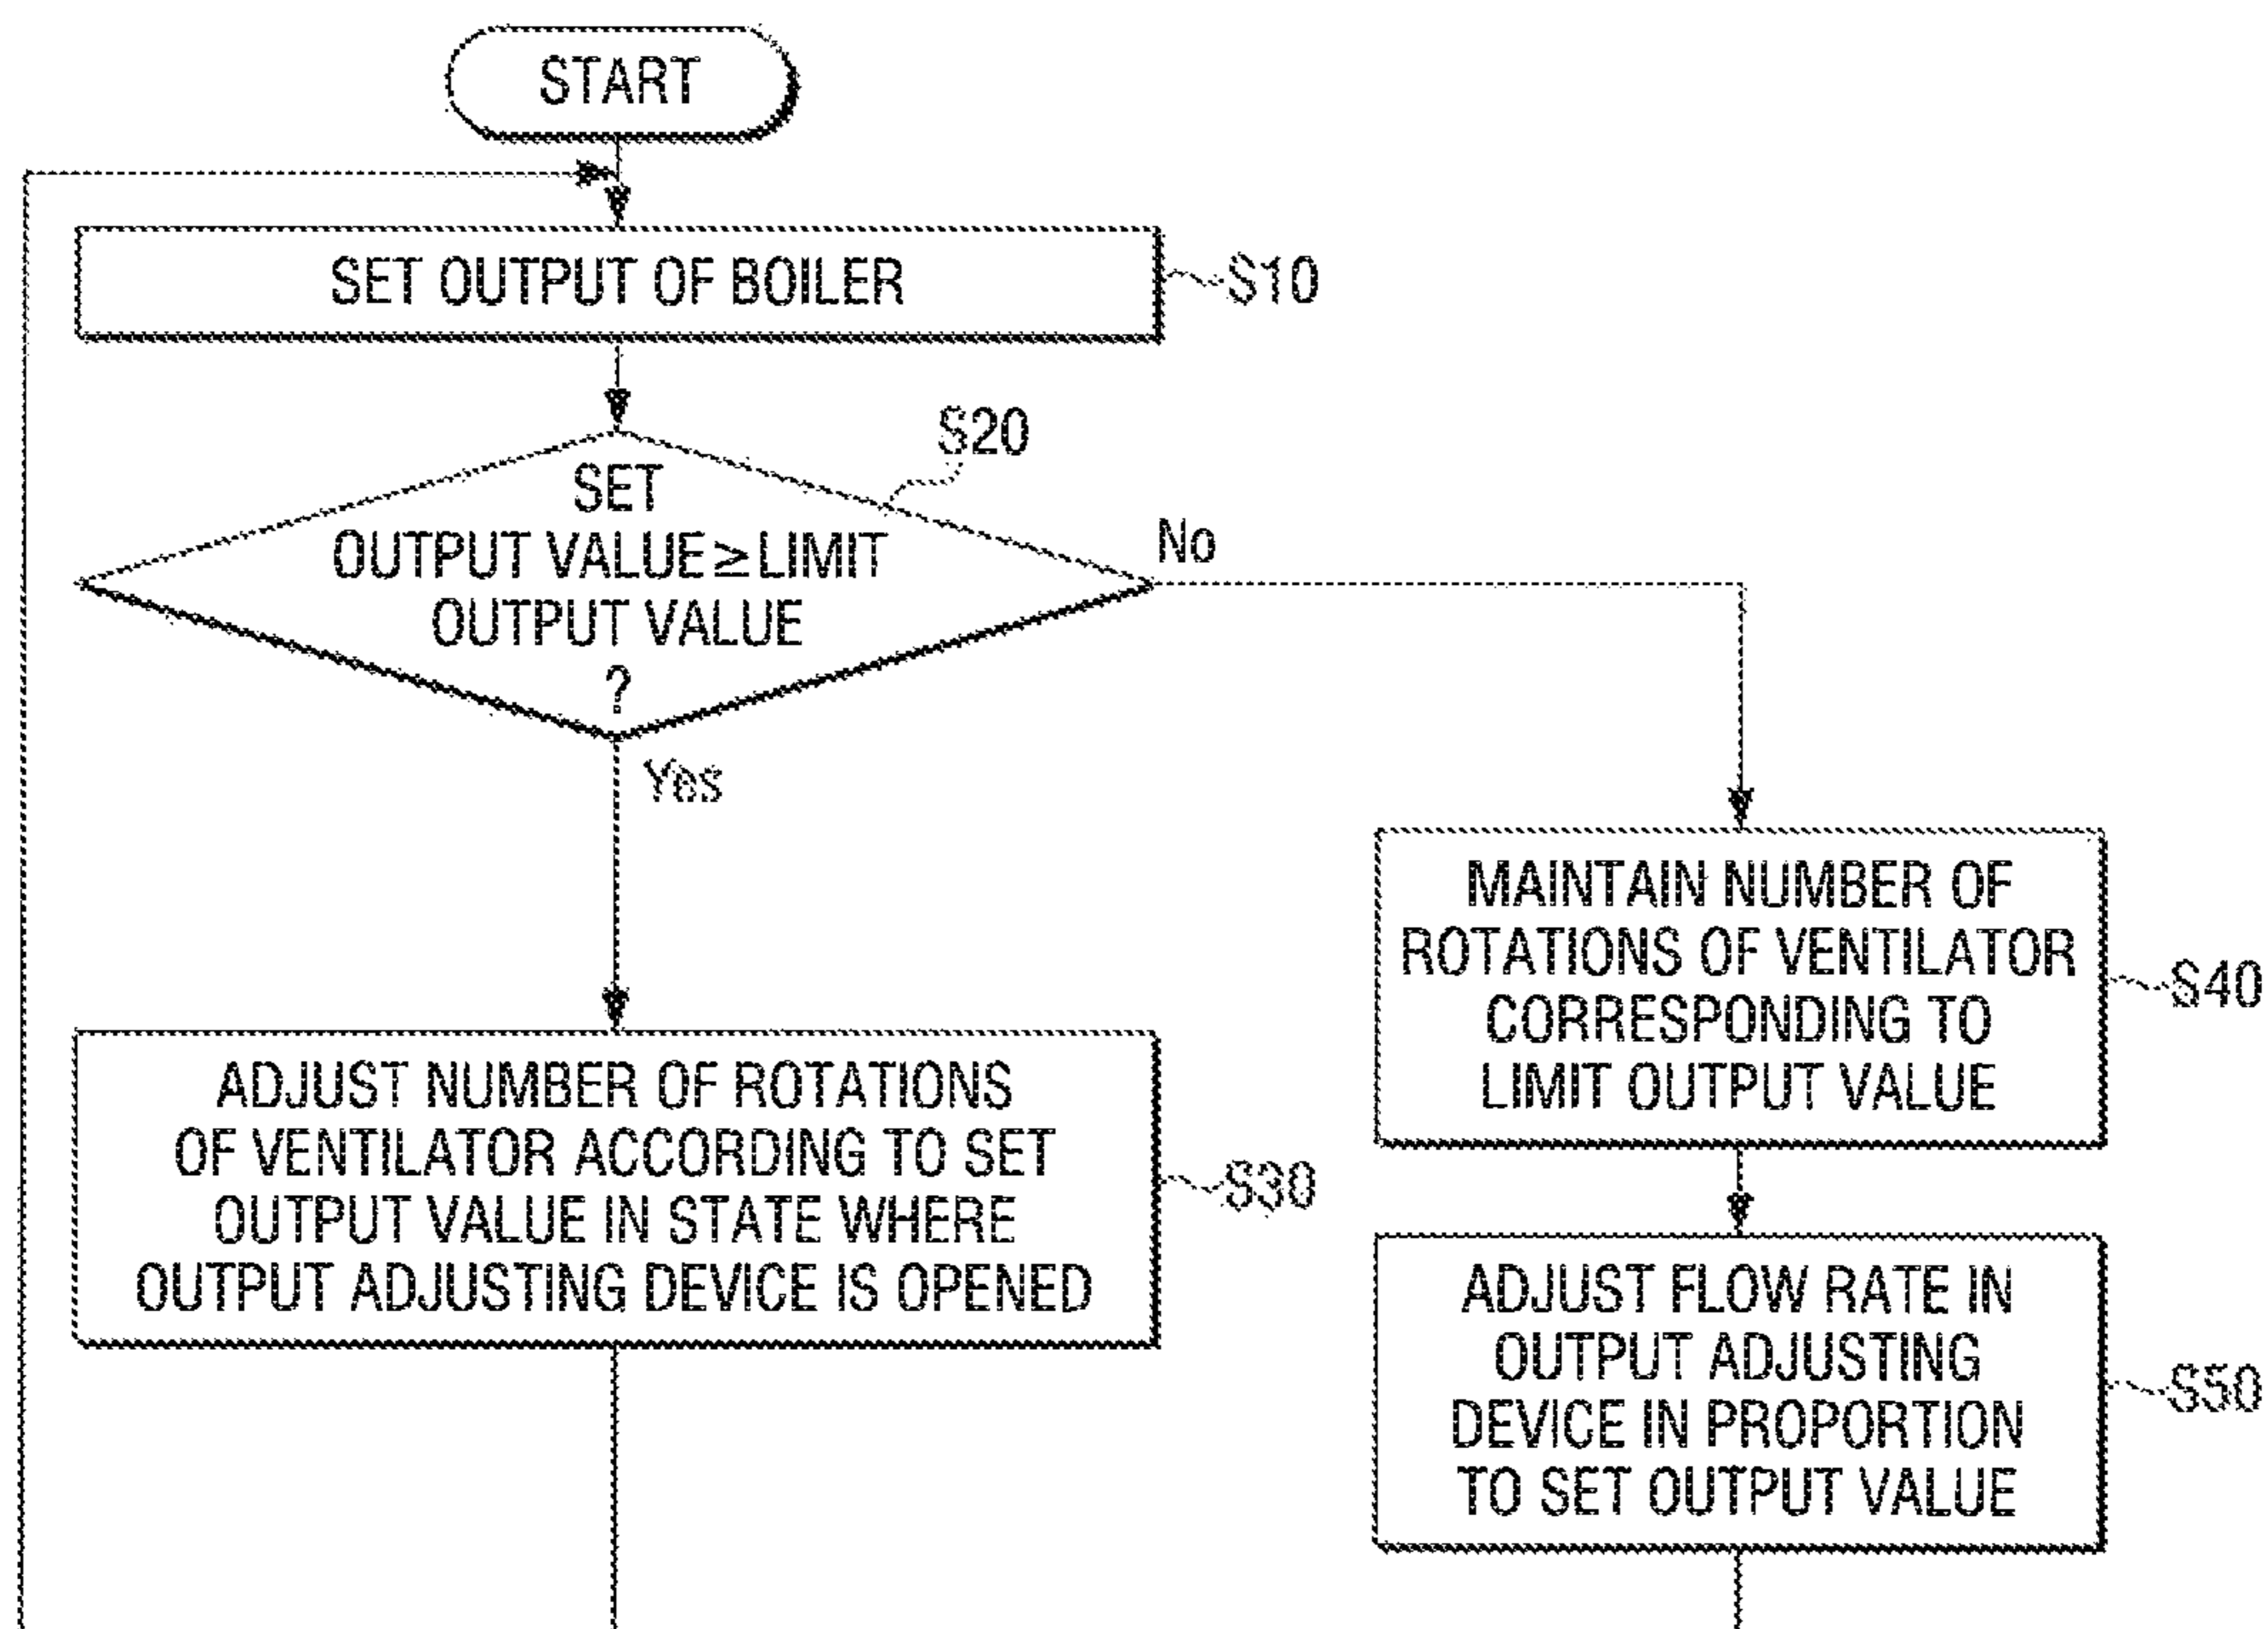 START
SET OUTPUT OF BOILER
S10
S20
SET
OUTPUT VALUE≥LIMIT
OUTPUT VALUE
?
No
Yes
MAINTAIN NUMBER OF
ROTATIONS OF VENTILATOR
CORRESPONDING TO
LIMIT OUTPUT VALUE
S40
ADJUST NUMBER OF ROTATIONS
OF VENTILATOR ACCORDING TO SET
OUTPUT VALUE IN STATE WHERE
OUTPUT ADJUSTING DEVICE IS OPENED
S30
ADJUST FLOW RATE IN
OUTPUT ADJUSTING
DEVICE IN PROPORTION
TO SET OUTPUT VALUE
S50